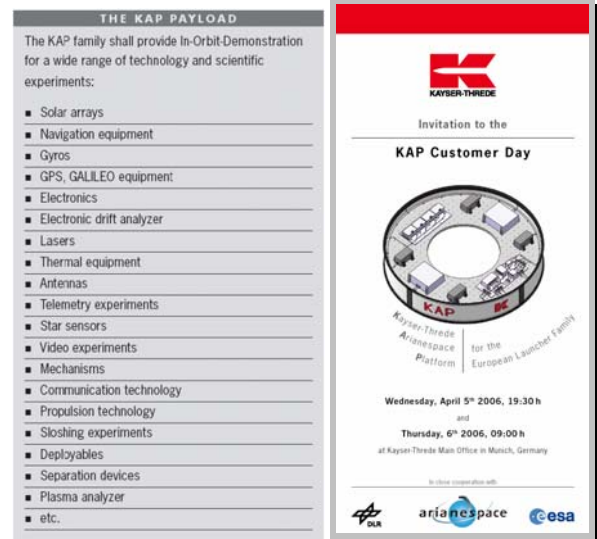 THE KAP PAYLOAD
The KAP family shall provide In-Orbit-Demonstration
for a wide range of technology and scientific
experiments:
▪ Solar arrays
▪ Navigation equipment
▪ Gyros
▪ GPS, GALILEO equipment
▪ Electronics
▪ Electronic drift analyzer
▪ Lasers
▪ Thermal equipment
▪ Antennas
▪ Telemetry experiments
▪ Star sensors
▪ Video experiments
▪ Mechanisms
▪ Communication technology
▪ Propulsion technology
▪ Sloshing experiments
▪ Deployables
▪ Separation devices
▪ Plasma analyzer
▪ etc.
KAYSER-THREDE
Invitation to the
KAP Customer Day
KAP
Kayser-Threde
Arianespace
Platform
for the
European Launcher Family
Wednesday, April 5th 2006, 19:30 h
and
Thursday, 6th 2006, 09:00 h
at Kayser-Threde Main Office in Munich, Germany
In close cooperation with
DLR
arianespace
esa